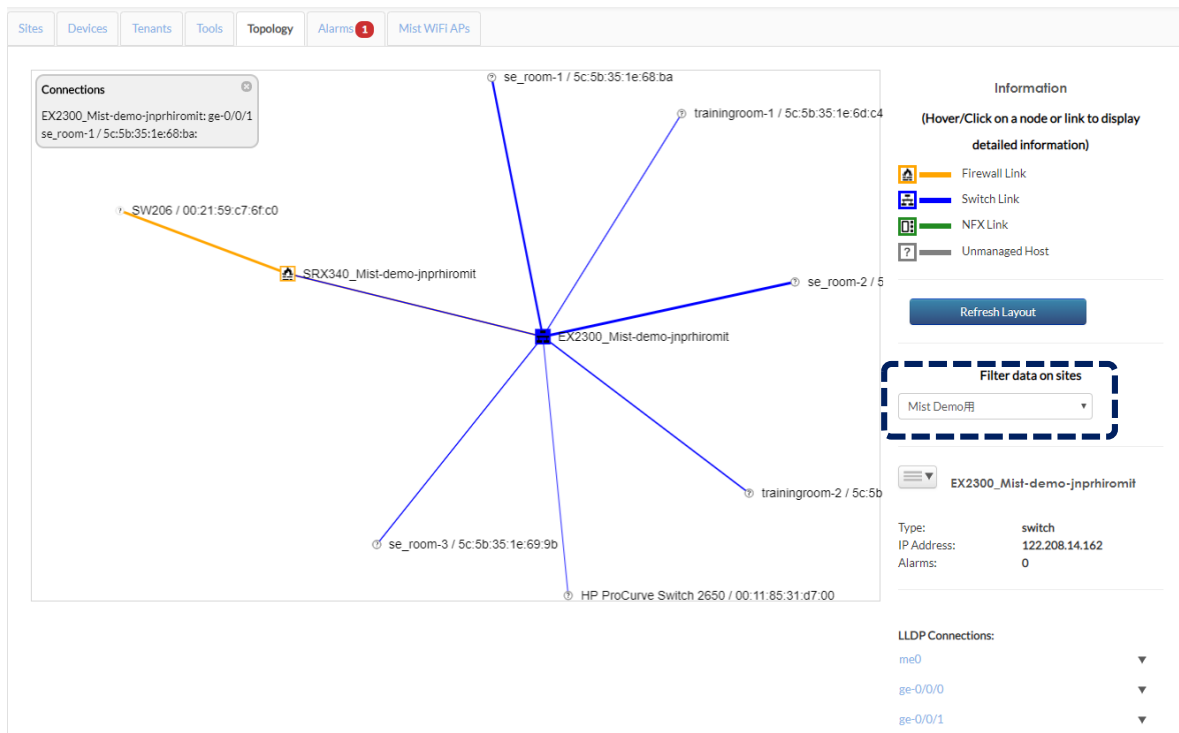 Sites
Devices
Tenants
Tools
Topology
Alarms 1
Mist WiFI APs
Connections
EX2300_Mist-demo-jnprhiromit: ge-0/0/1
se_room-1 / 5c:5b:35:1e:68:ba:
se_room-1 / 5c:5b:35:1e:68:ba
trainingroom-1 / 5c:5b:35:1e:6d:c4
SW206 / 00:21:59:c7:6f:c0
SRX340_Mist-demo-jnprhiromit
se_room-2 / 5
EX2300_Mist-demo-jnprhiromit
trainingroom-2 / 5c:5b
se_room-3 / 5c:5b:35:1e:69:9b
HP ProCurve Switch 2650 / 00:11:85:31:d7:00
Information
(Hover/Click on a node or link to display
detailed information)
Firewall Link
Switch Link
NFX Link
? Unmanaged Host
Refresh Layout
Filter data on sites
Mist Demo用
EX2300_Mist-demo-jnprhiromit
Type: switch
IP Address: 122.208.14.162
Alarms: 0
LLDP Connections:
me0
ge-0/0/0
ge-0/0/1